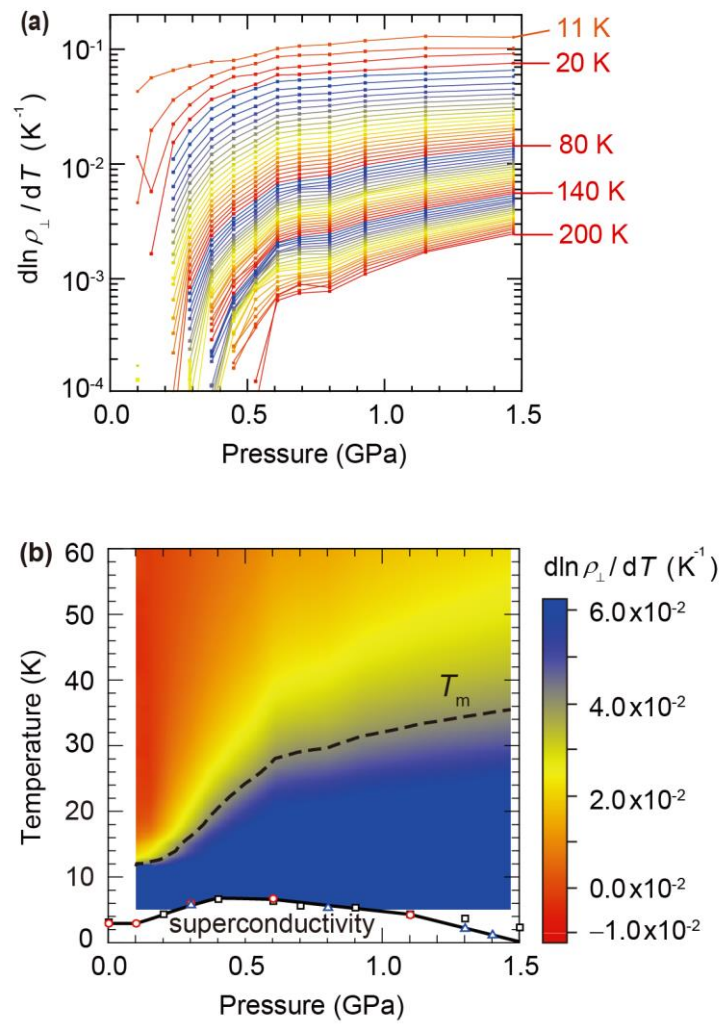 (a)
dln ρ⊥ / dT (K⁻¹)
10⁻¹
10⁻²
10⁻³
10⁻⁴
11 K
20 K
80 K
140 K
200 K
0.0 0.5 1.0 1.5
Pressure (GPa)
(b)
dln ρ⊥ / dT (K⁻¹)
Temperature (K)
60
50
40
30
20
10
0
Tₘ
superconductivity
6.0x10⁻²
4.0x10⁻²
2.0x10⁻²
0.0x10⁻²
−1.0x10⁻²
0.0 0.5 1.0 1.5
Pressure (GPa)